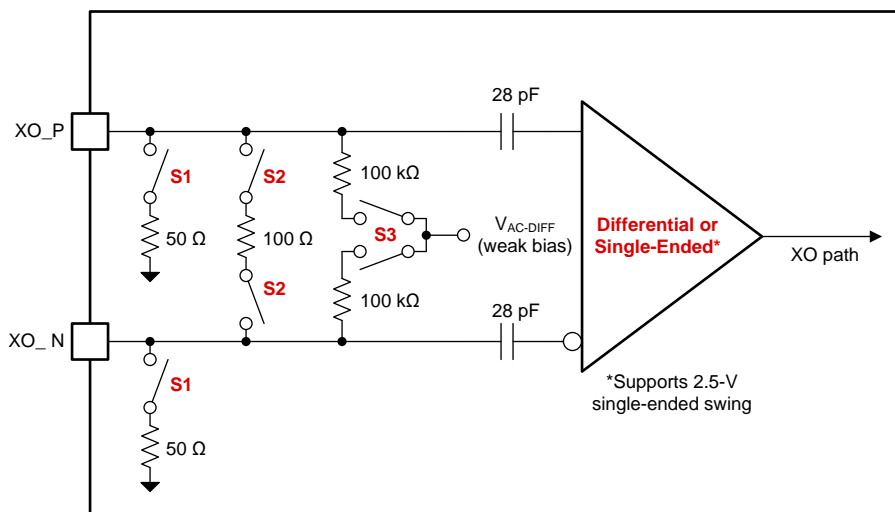 28 pF
XO_P
S1
S2
100 kΩ
50 Ω
100 Ω
S3
V_AC-DIFF
(weak bias)
Differential or
Single-Ended*
XO path
S2
100 kΩ
28 pF
XO_ N
S1
*Supports 2.5-V
single-ended swing
50 Ω